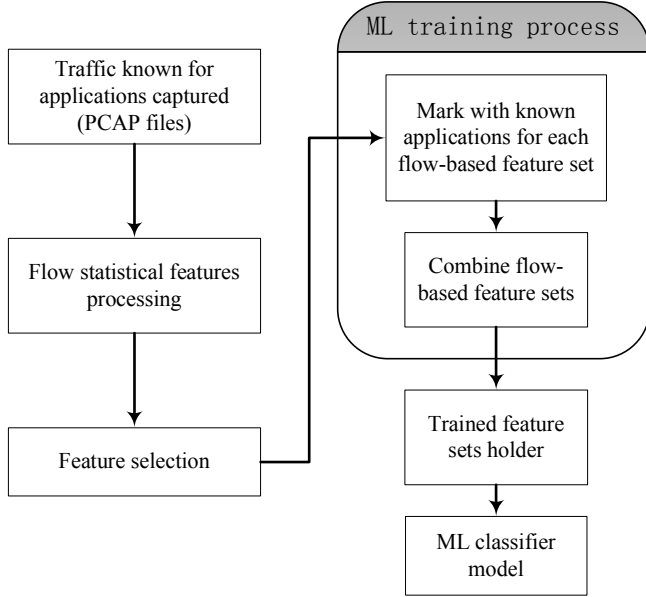 Traffic known for
applications captured
(PCAP files)
Flow statistical features
processing
Feature selection
ML training process
Mark with known
applications for each
flow-based feature set
Combine flow-
based feature sets
Trained feature
sets holder
ML classifier
model